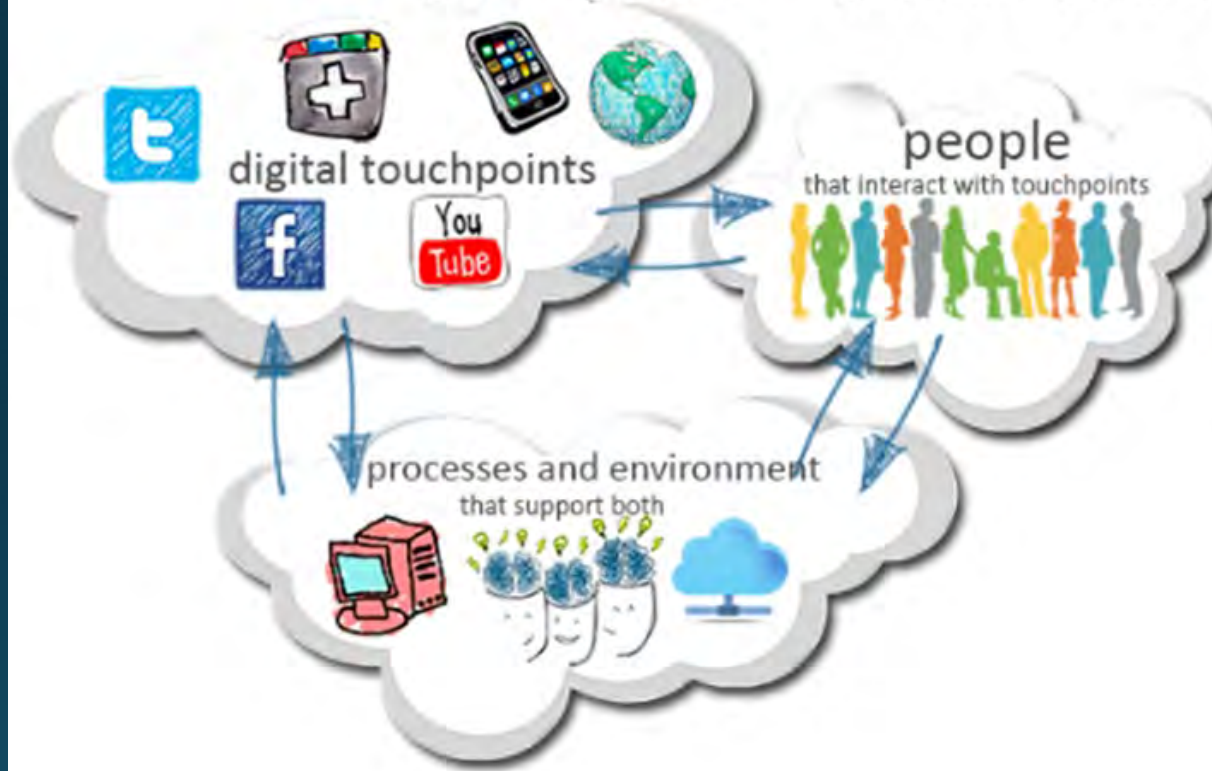 t
digital touchpoints
f
You
Tube
people
that interact with touchpoints
processes and environment
that support both